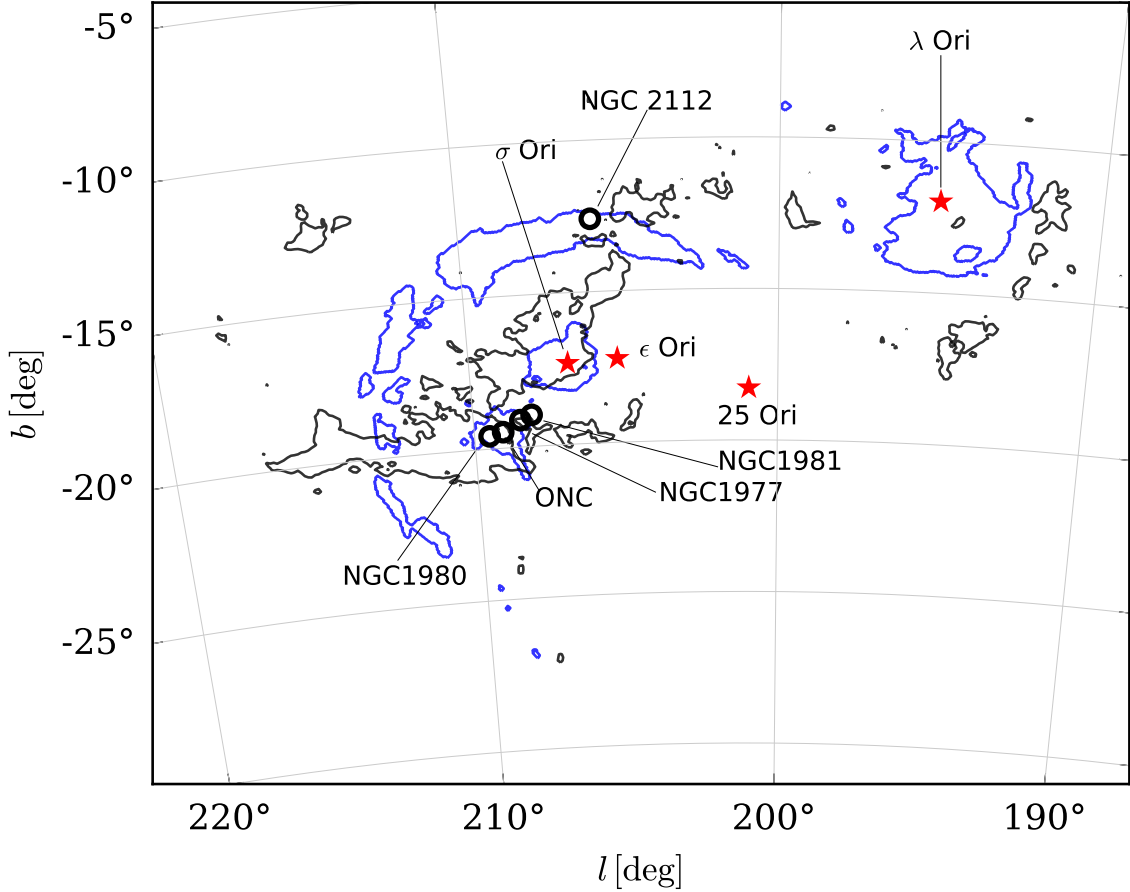 -5°
λ Ori
NGC 2112
σ Ori
-10°
-15°
ϵ Ori
25 Ori
NGC1981
-20°
NGC1977
ONC
NGC1980
-25°
b [deg]
220°
210°
200°
190°
l [deg]